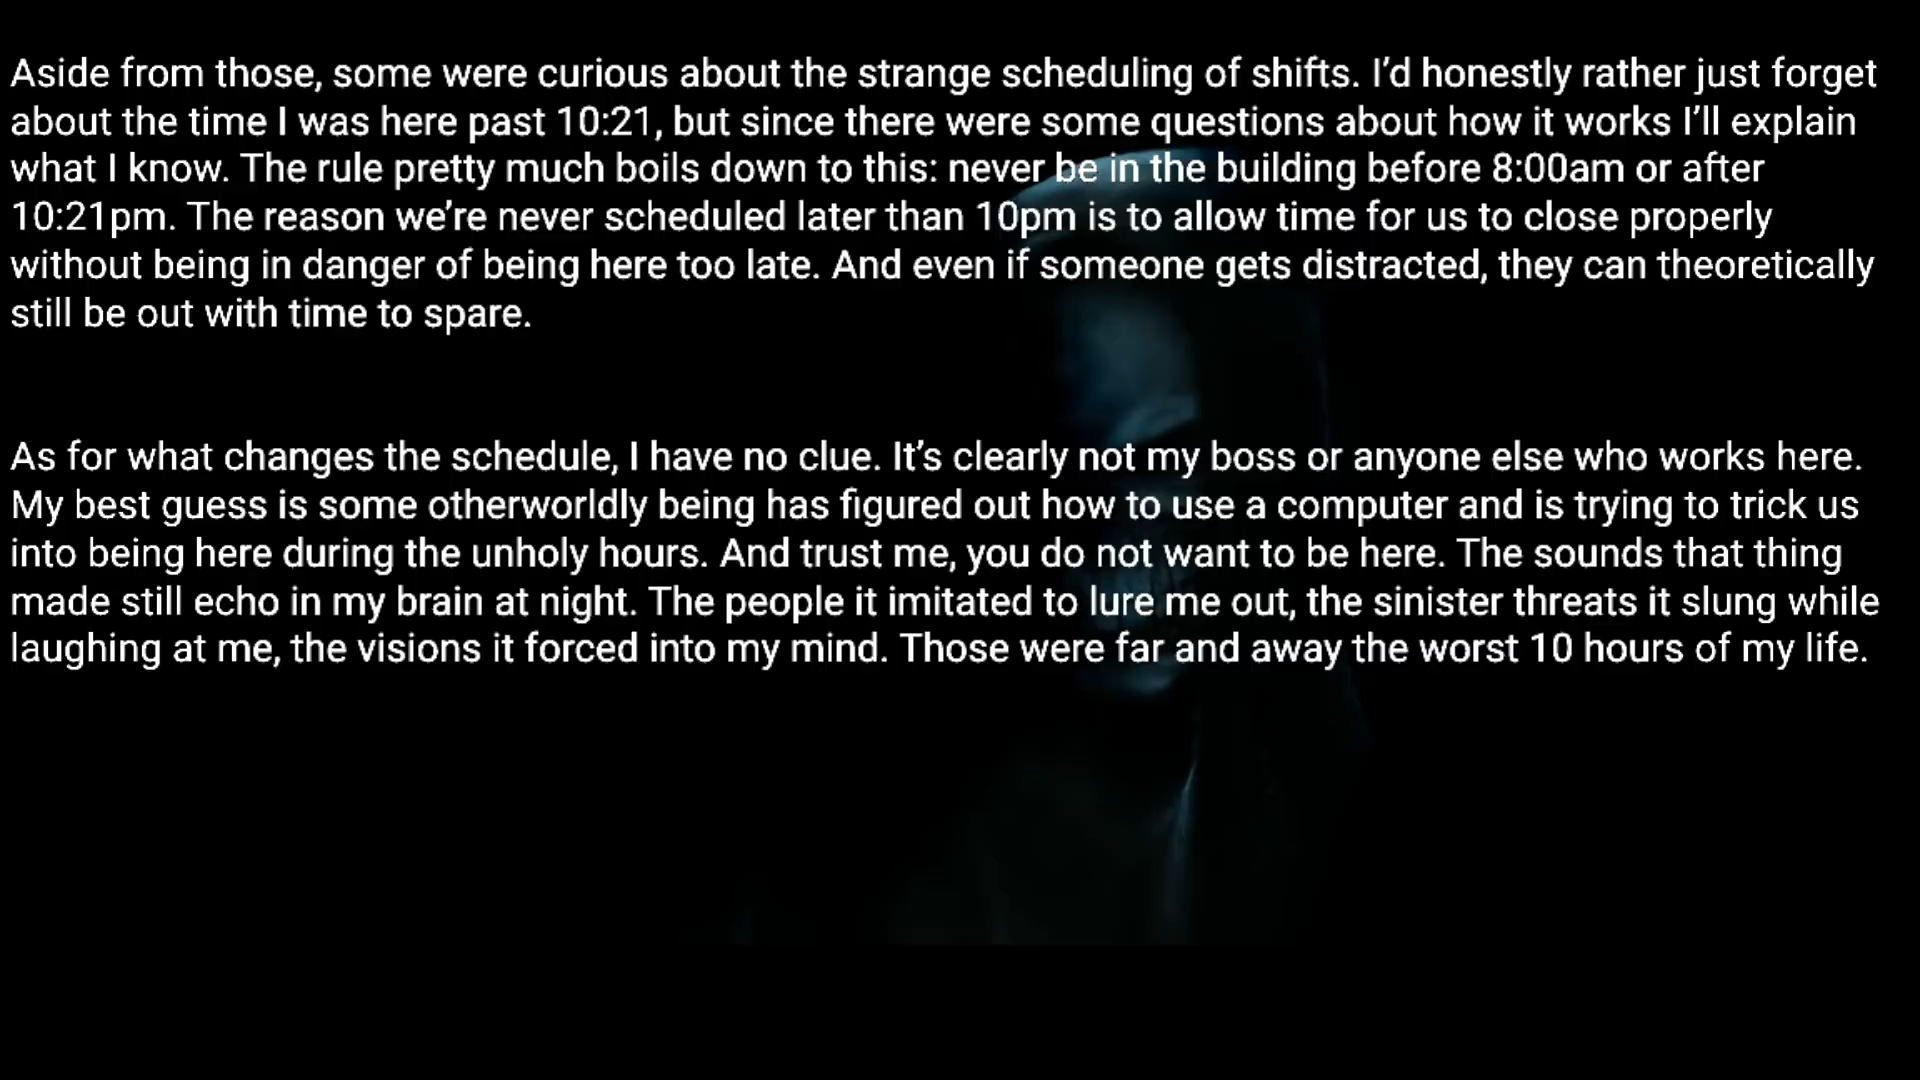 Aside from those, some were curious about the strange scheduling of shifts. I’d honestly rather just forget
about the time I was here past 10:21, but since there were some questions about how it works I’ll explain
what I know. The rule pretty much boils down to this: never be in the building before 8:00am or after
10:21pm. The reason we’re never scheduled later than 10pm is to allow time for us to close properly
without being in danger of being here too late. And even if someone gets distracted, they can theoretically
still be out with time to spare.
As for what changes the schedule, I have no clue. It’s clearly not my boss or anyone else who works here.
My best guess is some otherworldly being has figured out how to use a computer and is trying to trick us
into being here during the unholy hours. And trust me, you do not want to be here. The sounds that thing
made still echo in my brain at night. The people it imitated to lure me out, the sinister threats it slung while
laughing at me, the visions it forced into my mind. Those were far and away the worst 10 hours of my life.